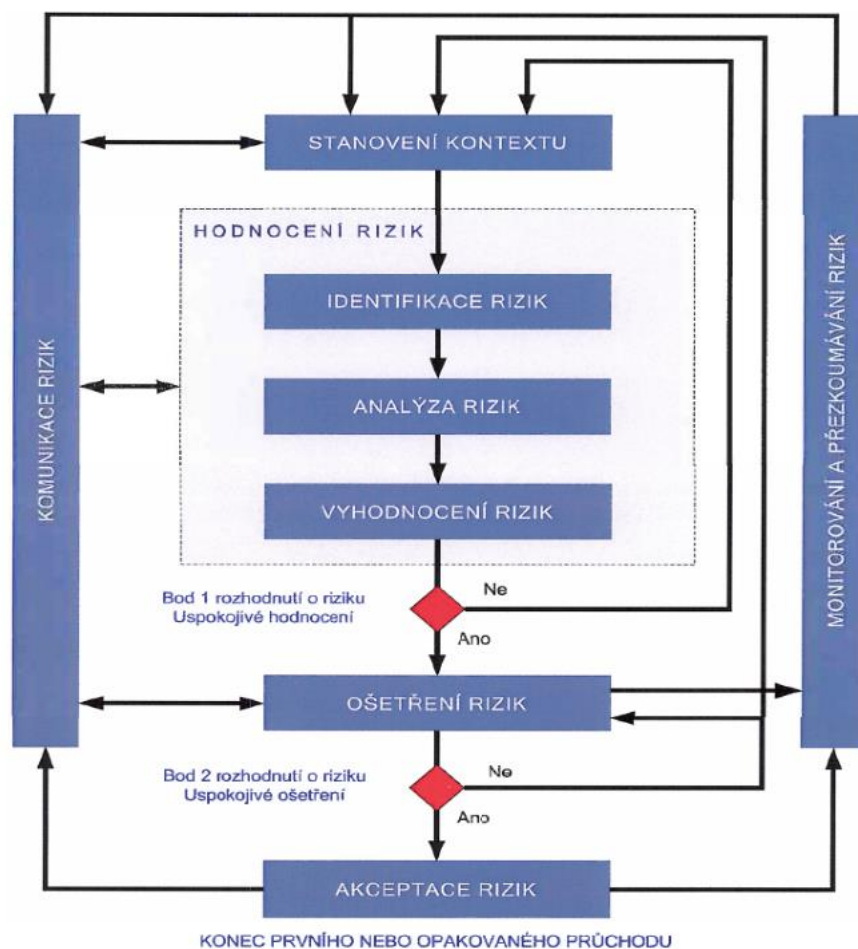 STANOVENÍ KONTEXTU
HODNOCENÍ RIZIK
IDENTIFIKACE RIZIK
ANALÝZA RIZIK
VYHODNOCENÍ RIZIK
KOMUNIKACE RIZIK
MONITOROVÁNÍ A PŘEZKOUMÁVÁNÍ RIZIK
Bod 1 rozhodnutí o riziku
Uspokojivé hodnocení
Ne
Ano
OŠETŘENÍ RIZIK
Bod 2 rozhodnutí o riziku
Uspokojivé ošetření
Ne
Ano
AKCEPTACE RIZIK
KONEC PRVNÍHO NEBO OPAKOVANÉHO PRŮCHODU